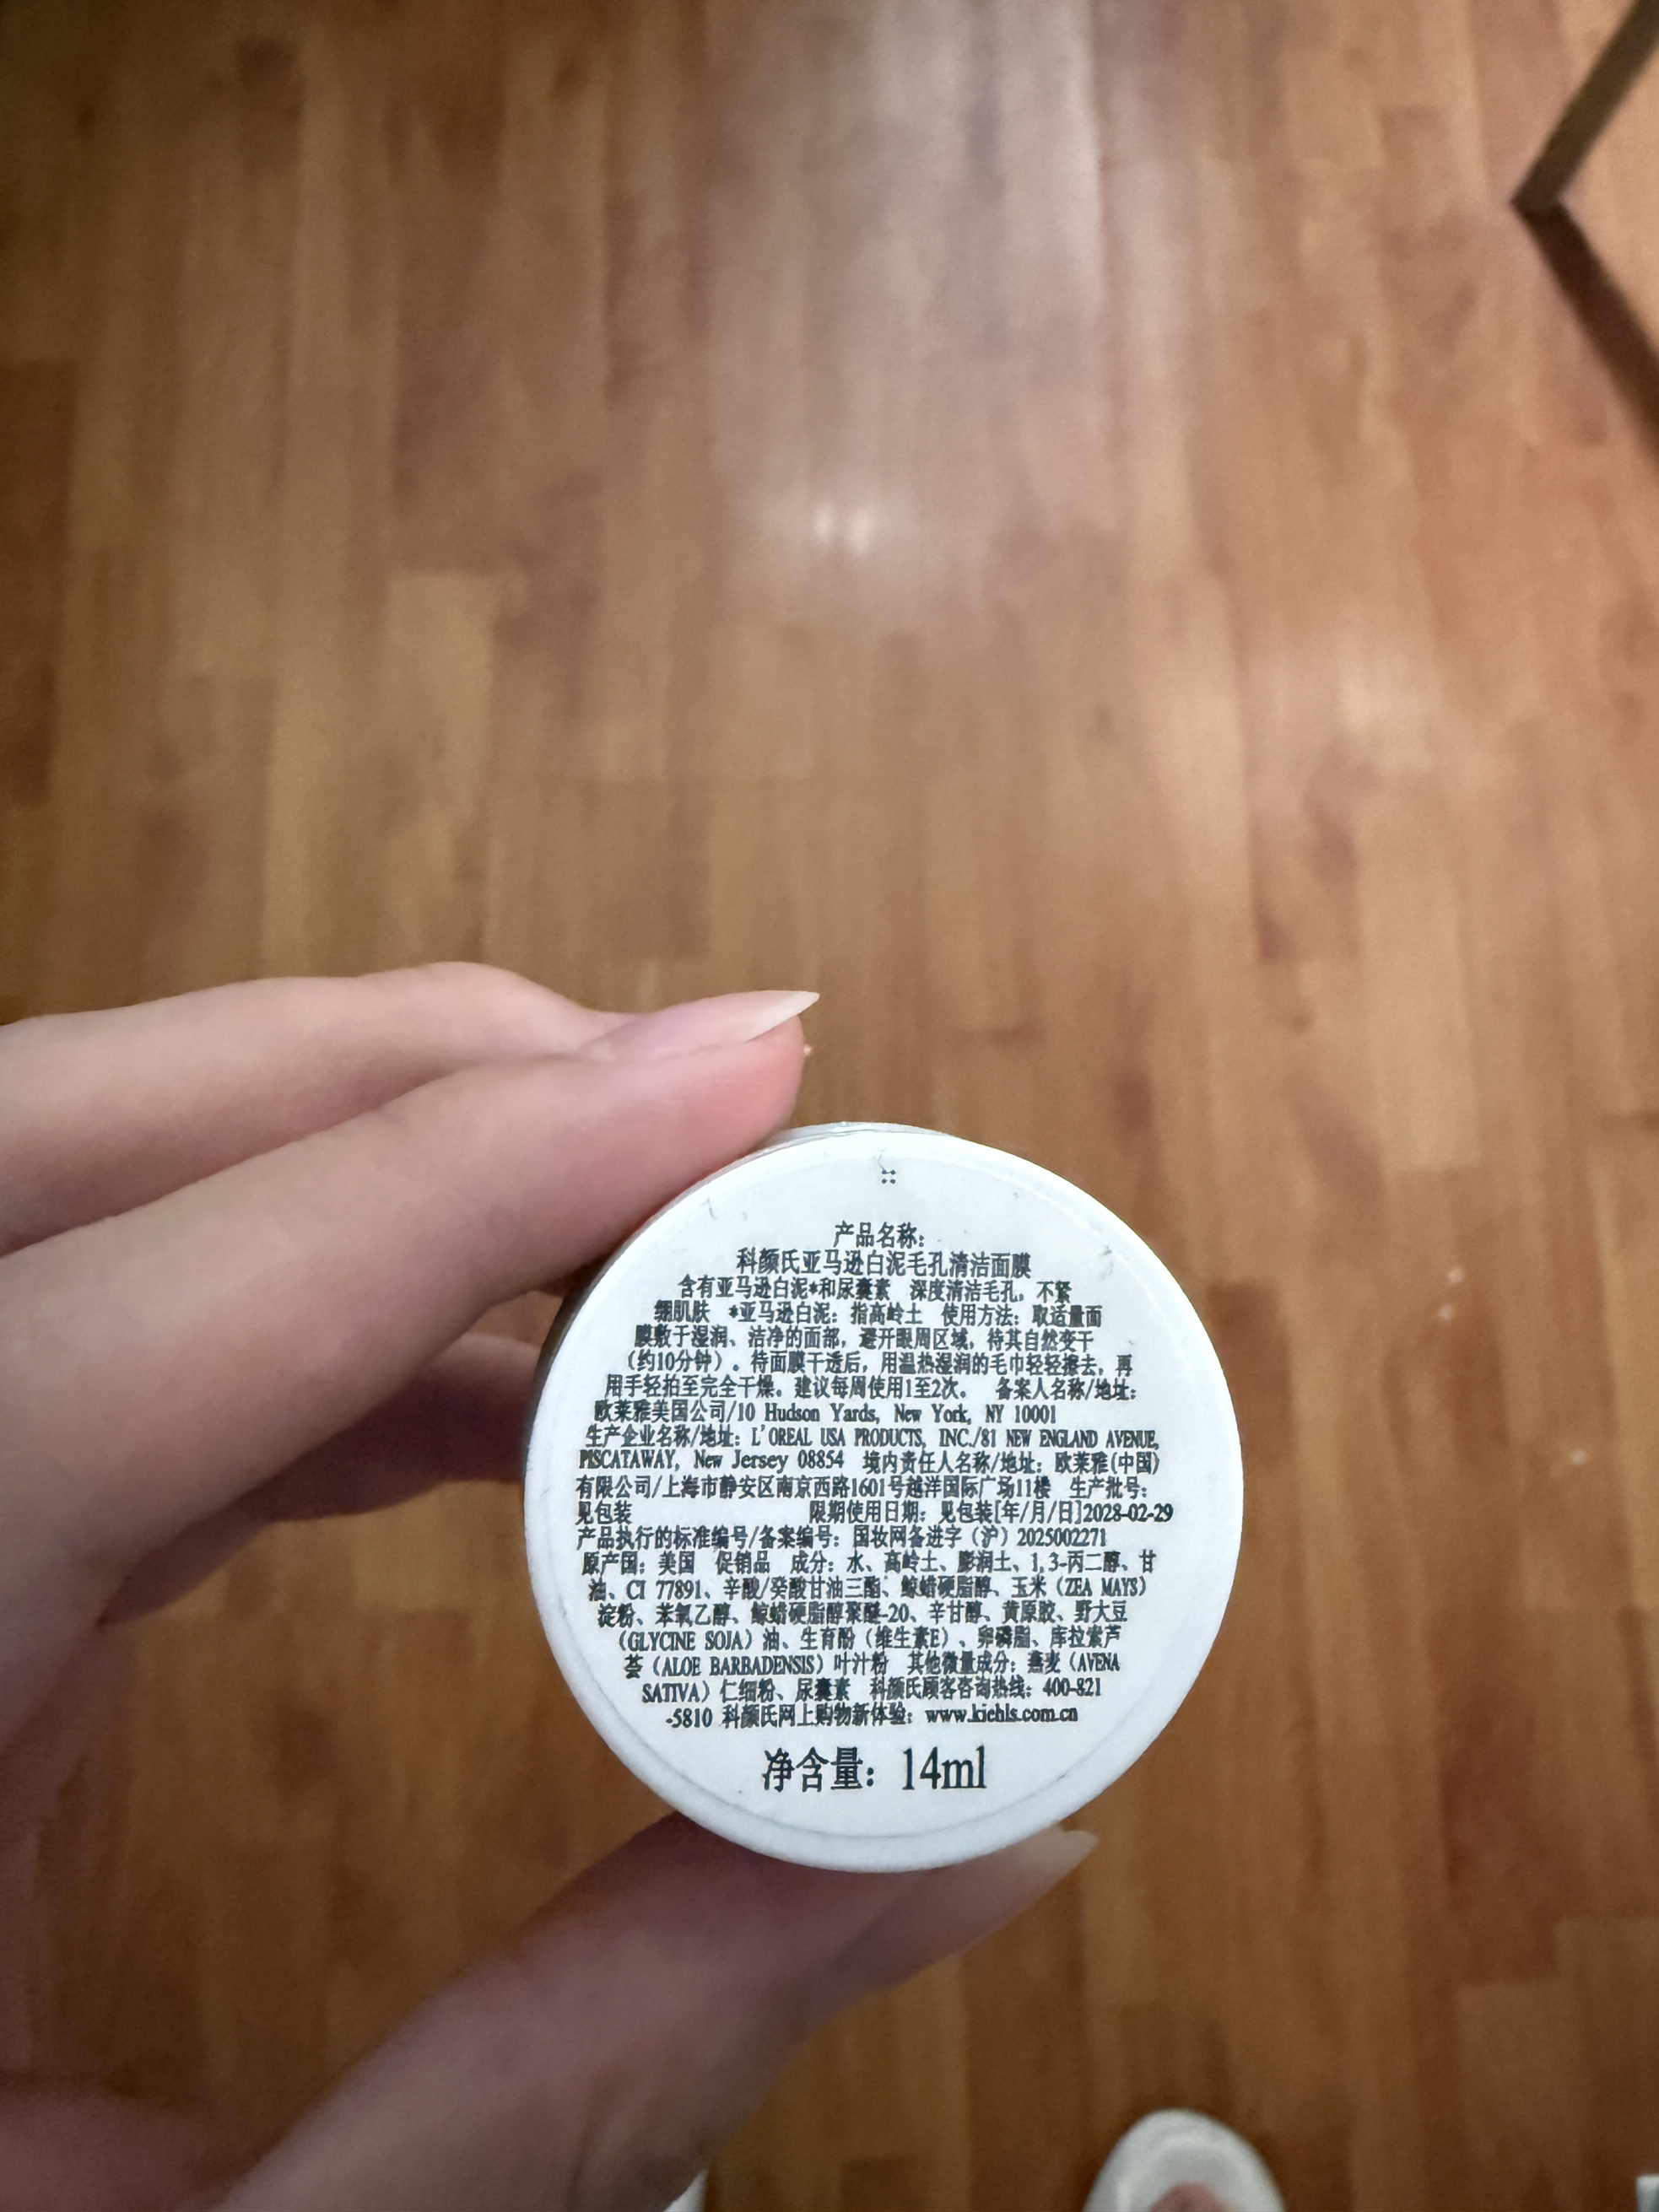 产品名称:
科颜氏亚马逊白泥毛孔清洁面膜
含有亚马逊白泥*和尿囊素 深度清洁毛孔，不紧
绷肌肤 *亚马逊白泥：指高岭土 使用方法：取适量面
膜敷于湿润、洁净的面部，避开眼周区域，待其自然变干
（约10分钟）。待面膜干透后，用温热湿润的毛巾轻轻擦去，再
用手轻拍至完全干燥。建议每周使用1至2次。 备案人名称/地址：
欧莱雅美国公司/10 Hudson Yards, New York, NY 10001
生产企业名称/地址：L'OREAL USA PRODUCTS, INC./81 NEW ENGLAND AVENUE,
PISCATAWAY, New Jersey 08854 境内责任人名称/地址：欧莱雅(中国)
有限公司/上海市静安区南京西路1601号越洋国际广场11楼 生产批号：
见包装 限期使用日期：见包装[年/月/日]2028-02-29
产品执行的标准编号/备案编号：国妆网备进字（沪）2025002271
原产国：美国 促销品 成分：水、高岭土、膨润土、1,3-丙二醇、甘
油、CI 77891、辛酸/癸酸甘油三酯、鲸蜡硬脂醇、玉米（ZEA MAYS）
淀粉、苯氧乙醇、鲸蜡硬脂醇聚醚-20、辛甘醇、黄原胶、野大豆
（GLYCINE SOJA）油、生育酚（维生素E）、卵磷脂、库拉索芦
荟（ALOE BARBADENSIS）叶汁粉 其他微量成分：燕麦（AVENA
SATIVA）仁细粉、尿囊素 科颜氏顾客咨询热线：400-821
-5810 科颜氏网上购物新体验：www.kiehls.com.cn
净含量：14ml